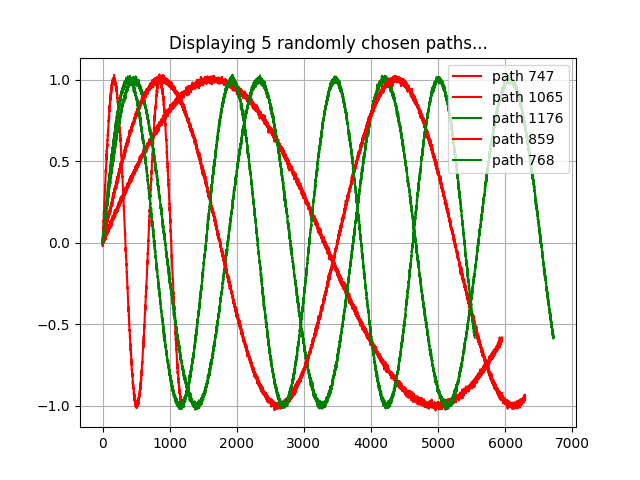 Displaying 5 randomly chosen paths...
path 747
path 1065
path 1176
path 859
path 768
1.0
0.5
0.0
−0.5
−1.0
0 1000 2000 3000 4000 5000 6000 7000